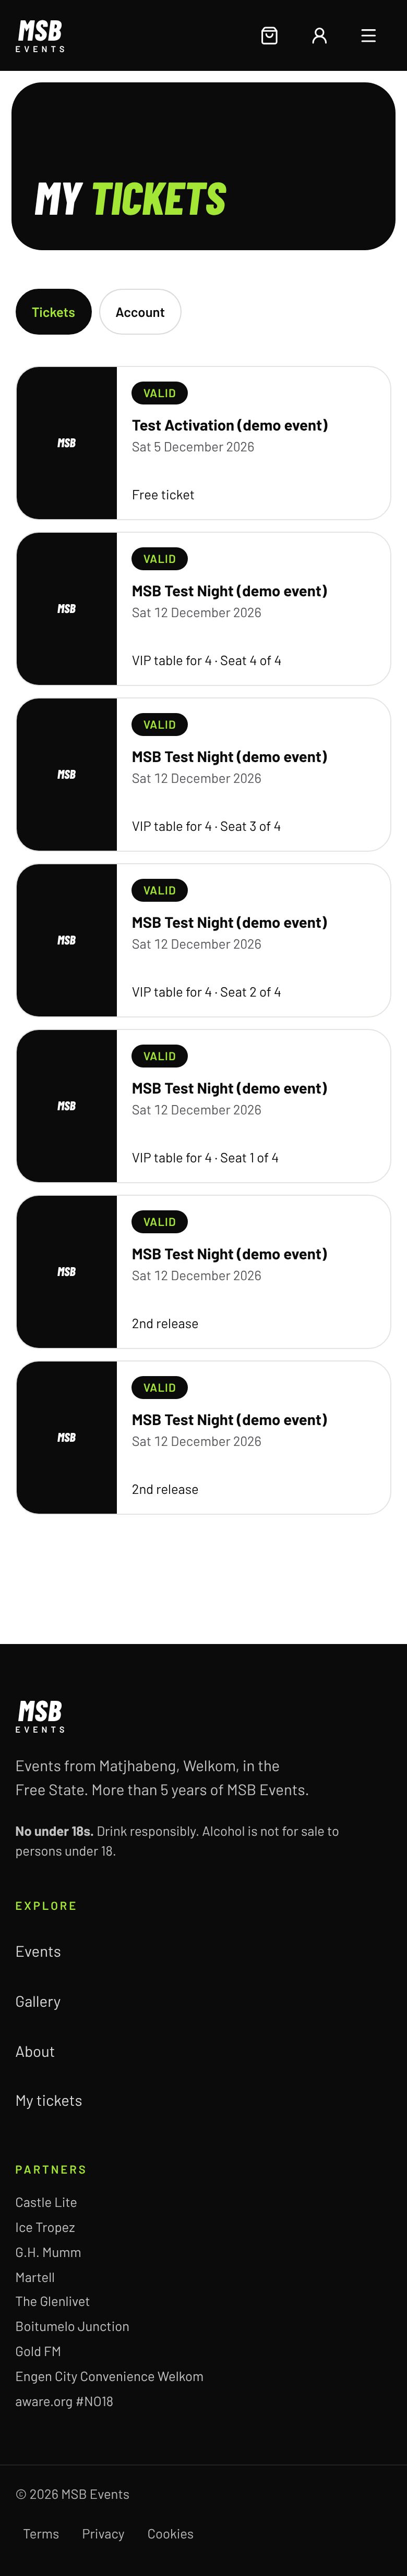 MSB
EVENTS
MY TICKETS
Tickets
Account
MSB
VALID
Test Activation (demo event)
Sat 5 December 2026
Free ticket
MSB
VALID
MSB Test Night (demo event)
Sat 12 December 2026
VIP table for 4 · Seat 4 of 4
MSB
VALID
MSB Test Night (demo event)
Sat 12 December 2026
VIP table for 4 · Seat 3 of 4
MSB
VALID
MSB Test Night (demo event)
Sat 12 December 2026
VIP table for 4 · Seat 2 of 4
MSB
VALID
MSB Test Night (demo event)
Sat 12 December 2026
VIP table for 4 · Seat 1 of 4
MSB
VALID
MSB Test Night (demo event)
Sat 12 December 2026
2nd release
MSB
VALID
MSB Test Night (demo event)
Sat 12 December 2026
2nd release
MSB
EVENTS
Events from Matjhabeng, Welkom, in the
Free State. More than 5 years of MSB Events.
No under 18s. Drink responsibly. Alcohol is not for sale to
persons under 18.
EXPLORE
Events
Gallery
About
My tickets
PARTNERS
Castle Lite
Ice Tropez
G.H. Mumm
Martell
The Glenlivet
Boitumelo Junction
Gold FM
Engen City Convenience Welkom
aware.org #NO18
© 2026 MSB Events
Terms
Privacy
Cookies